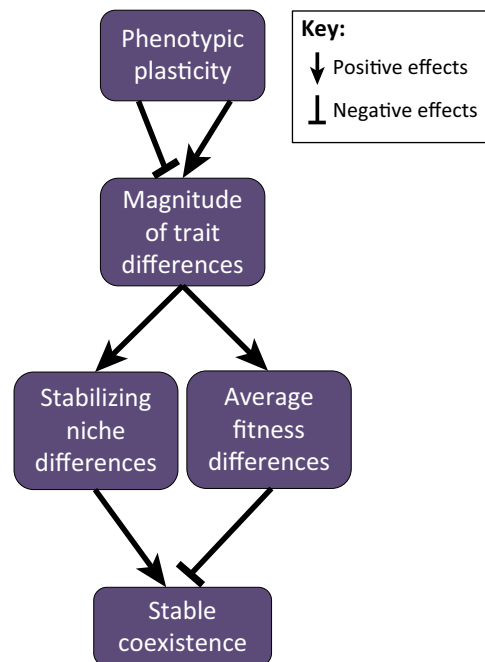 Phenotypic
plasticity
Key:
Positive effects
Negative effects
Magnitude
of trait
differences
Stabilizing
niche
differences
Average
fitness
differences
Stable
coexistence